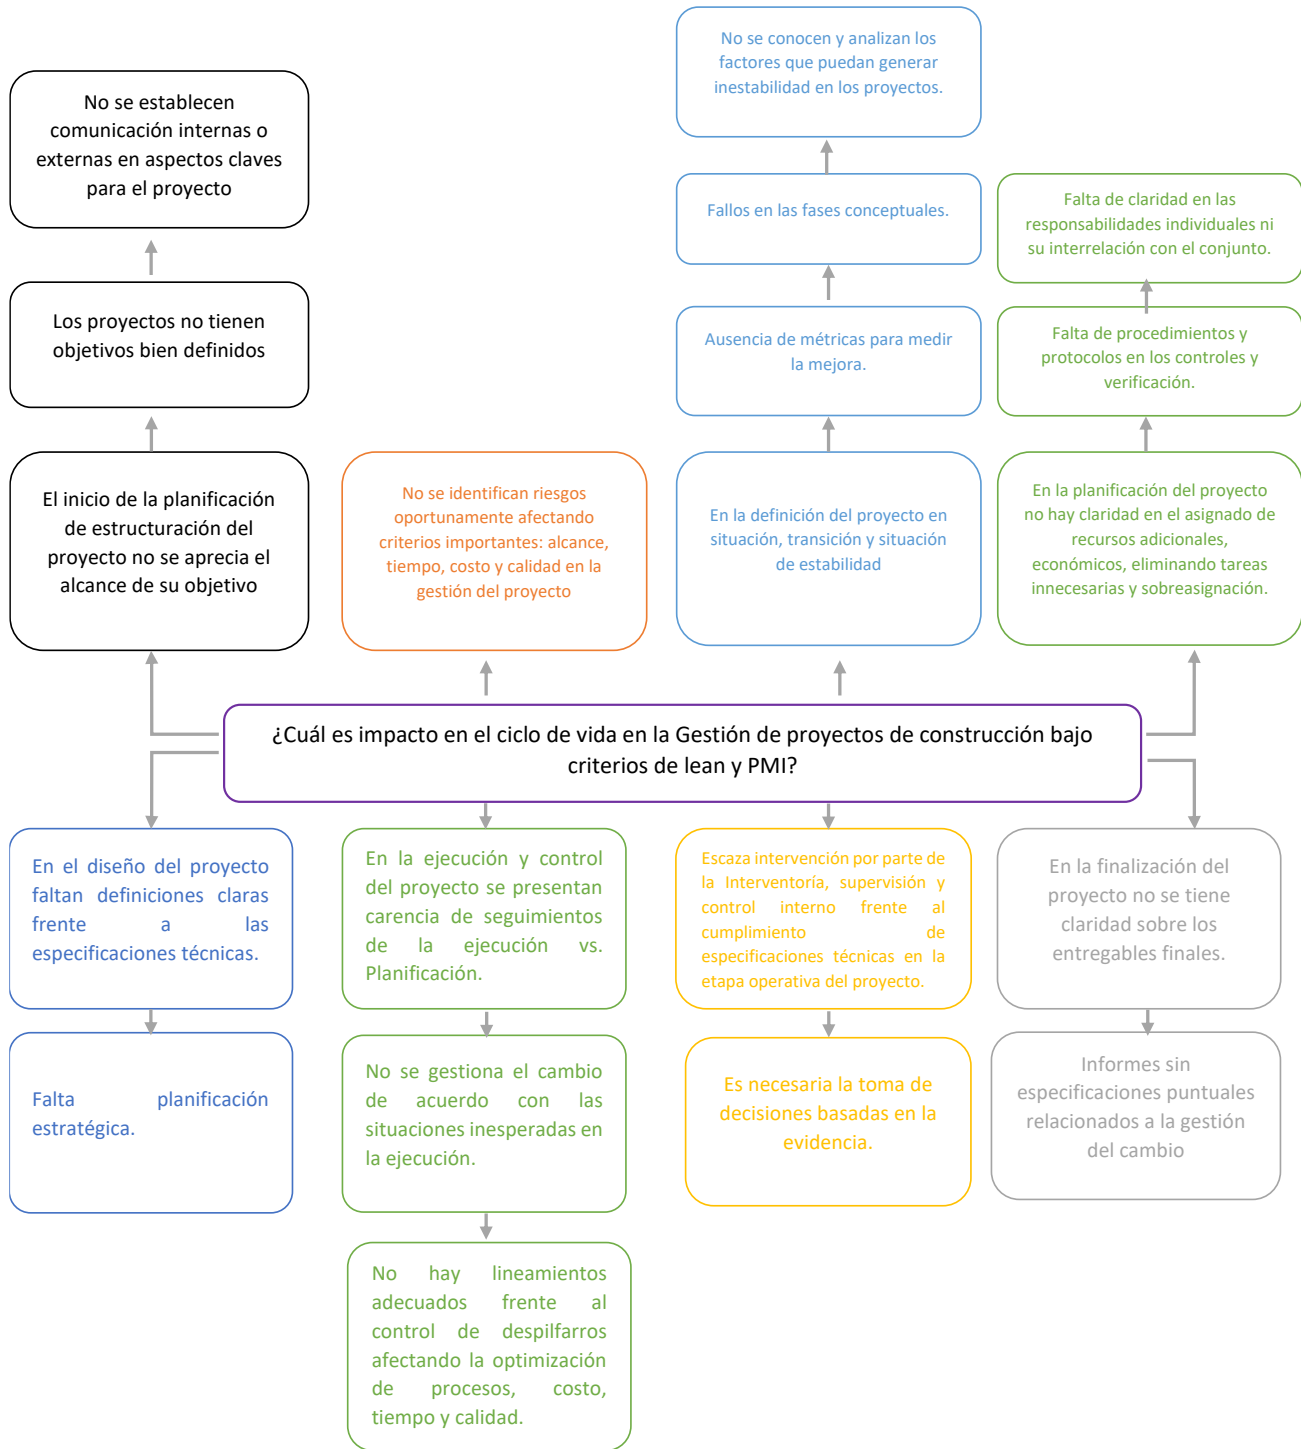 No se conocen y analizan los
factores que puedan generar
inestabilidad en los proyectos.
No se establecen
comunicación internas o
externas en aspectos claves
para el proyecto
Fallos en las fases conceptuales.
Falta de claridad en las
responsabilidades individuales ni
su interrelación con el conjunto.
Los proyectos no tienen
objetivos bien definidos
Ausencia de métricas para medir
la mejora.
Falta de procedimientos y
protocolos en los controles y
verificación.
El inicio de la planificación
de estructuración del
proyecto no se aprecia el
alcance de su objetivo
No se identifican riesgos
oportunamente afectando
criterios importantes: alcance,
tiempo, costo y calidad en la
gestión del proyecto
En la definición del proyecto en
situación, transición y situación
de estabilidad
En la planificación del proyecto
no hay claridad en el asignado de
recursos adicionales,
económicos, eliminando tareas
innecesarias y sobreasignación.
¿Cuál es impacto en el ciclo de vida en la Gestión de proyectos de construcción bajo
criterios de lean y PMI?
En el diseño del proyecto
faltan definiciones claras
frente a las
especificaciones técnicas.
En la ejecución y control
del proyecto se presentan
carencia de seguimientos
de la ejecución vs.
Planificación.
Escaza intervención por parte de
la Interventoría, supervisión y
control interno frente al
cumplimiento de
especificaciones técnicas en la
etapa operativa del proyecto.
En la finalización del
proyecto no se tiene
claridad sobre los
entregables finales.
Falta planificación
estratégica.
No se gestiona el cambio
de acuerdo con las
situaciones inesperadas en
la ejecución.
Es necesaria la toma de
decisiones basadas en la
evidencia.
Informes sin
especificaciones puntuales
relacionados a la gestión
del cambio
No hay lineamientos
adecuados frente al
control de despilfarros
afectando la optimización
de procesos, costo,
tiempo y calidad.